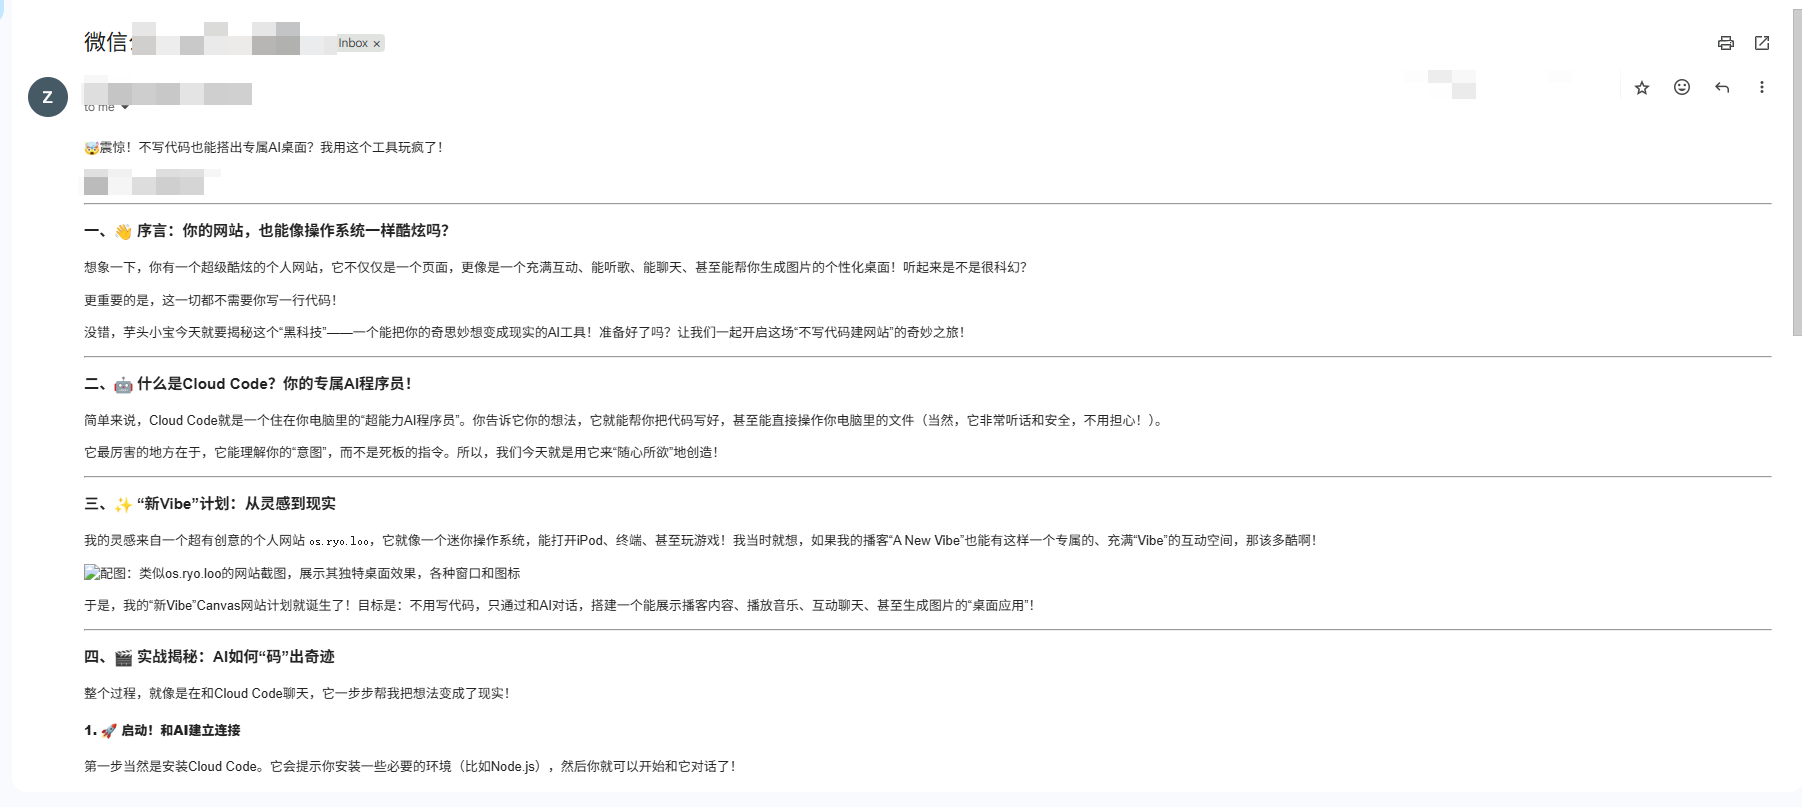 微信
Inbox ×
Z
to me
🤯震惊！不写代码也能搭出专属AI桌面？我用这个工具玩疯了！
一、👋 序言：你的网站，也能像操作系统一样酷炫吗？
想象一下，你有一个超级酷炫的个人网站，它不仅仅是一个页面，更像是一个充满互动、能听歌、能聊天、甚至能帮你生成图片的个性化桌面！听起来是不是很科幻？
更重要的是，这一切都不需要你写一行代码！
没错，芋头小宝今天就要揭秘这个“黑科技”——一个能把你的奇思妙想变成现实的AI工具！准备好了吗？让我们一起开启这场“不写代码建网站”的奇妙之旅！
二、🤖 什么是Cloud Code？你的专属AI程序员！
简单来说，Cloud Code就是一个住在你电脑里的“超能力AI程序员”。你告诉它你的想法，它就能帮你把代码写好，甚至能直接操作你电脑里的文件（当然，它非常听话和安全，不用担心！）。
它最厉害的地方在于，它能理解你的“意图”，而不是死板的指令。所以，我们今天就是用它来“随心所欲”地创造！
三、✨ “新Vibe”计划：从灵感到现实
我的灵感来自一个超有创意的个人网站 os.ryo.loo，它就像一个迷你操作系统，能打开iPod、终端、甚至玩游戏！我当时就想，如果我的播客“A New Vibe”也能有这样一个专属的、充满“Vibe”的互动空间，那该多酷啊！
配图：类似os.ryo.loo的网站截图，展示其独特桌面效果，各种窗口和图标
于是，我的“新Vibe”Canvas网站计划就诞生了！目标是：不用写代码，只通过和AI对话，搭建一个能展示播客内容、播放音乐、互动聊天、甚至生成图片的“桌面应用”！
四、🎬 实战揭秘：AI如何“码”出奇迹
整个过程，就像是在和Cloud Code聊天，它一步步帮我把想法变成了现实！
1. 🚀 启动！和AI建立连接
第一步当然是安装Cloud Code。它会提示你安装一些必要的环境（比如Node.js），然后你就可以开始和它对话了！